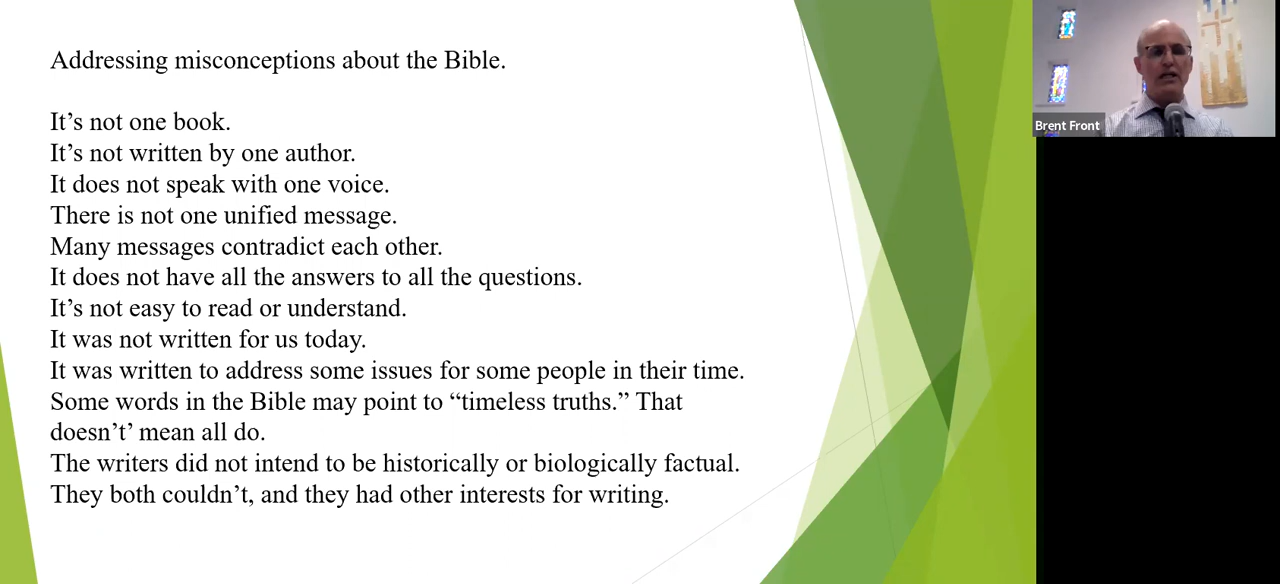 Addressing misconceptions about the Bible.
It’s not one book.
It’s not written by one author.
It does not speak with one voice.
There is not one unified message.
Many messages contradict each other.
It does not have all the answers to all the questions.
It’s not easy to read or understand.
It was not written for us today.
It was written to address some issues for some people in their time.
Some words in the Bible may point to “timeless truths.” That
doesn’t’ mean all do.
The writers did not intend to be historically or biologically factual.
They both couldn’t, and they had other interests for writing.
Brent Front